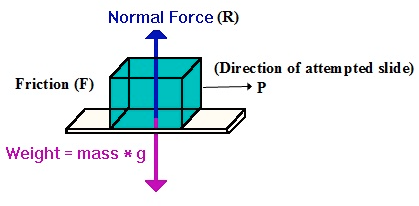 Normal Force (R)
(Direction of attempted slide)
Friction (F)
P
Weight = mass * g